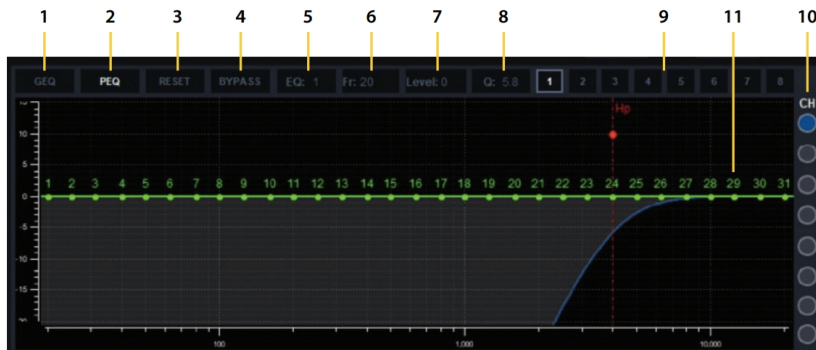 1 2 3 4 5 6 7 8 9 11 10
GEQ PEQ RESET BYPASS EQ: 1 Fr: 20 Level: 0 Q: 5.8 1 2 3 4 5 6 7 8
CH
15
Hp
10
5
1 2 3 4 5 6 7 8 9 10 11 12 13 14 15 16 17 18 19 20 21 22 23 24 25 26 27 28 29 30 31
0
-5
-10
-15
-20
100 1,000 10,000